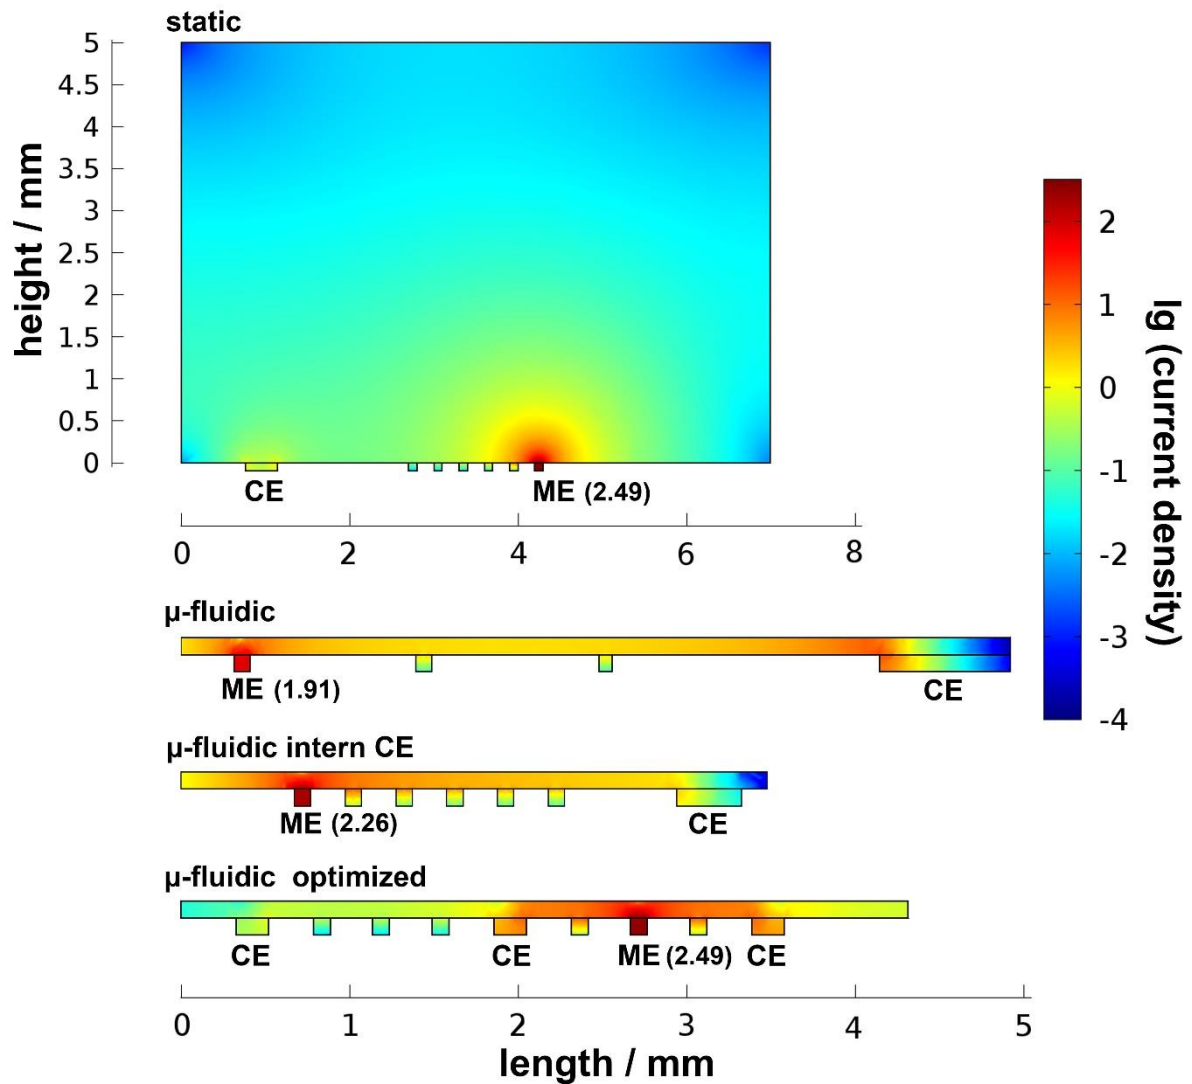 static
5
4.5
4
3.5
3
2.5
2
1.5
1
0.5
0
height / mm
CE
ME (2.49)
0 2 4 6 8
2
1
0
-1
-2
-3
-4
lg (current density)
μ-fluidic
ME (1.91)
CE
μ-fluidic intern CE
ME (2.26)
CE
μ-fluidic optimized
CE
CE
ME (2.49)
CE
0 1 2 3 4 5
length / mm